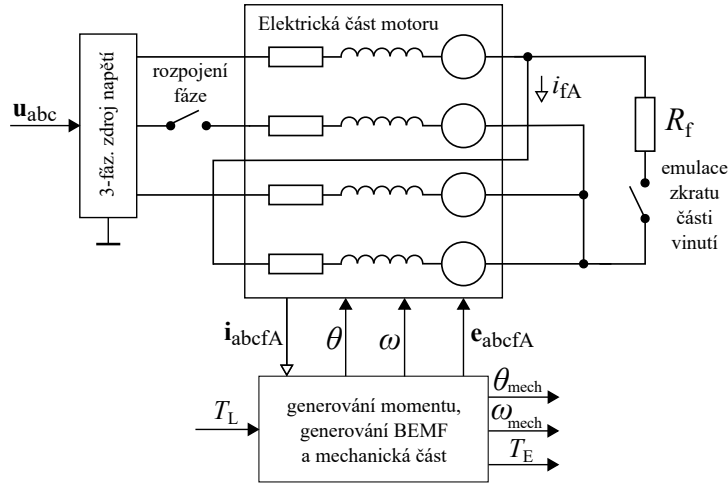 Elektrická část motoru
3-fáz. zdroj napětí
u_abc
rozpojení
fáze
i_fA
R_f
emulace
zkratu
části
vinutí
i_abcfA
θ
ω
e_abcfA
T_L
generování momentu,
generování BEMF
a mechanická část
θ_mech
ω_mech
T_E